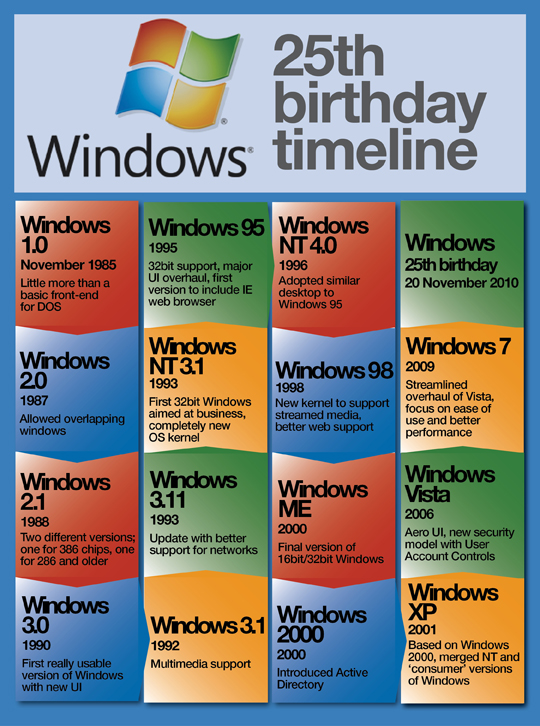 Windows®
®
25th
birthday
timeline
Windows
1.0
November 1985
Little more than a
basic front-end
for DOS
Windows
2.0
1987
Allowed overlapping
windows
Windows
2.1
1988
Two different versions;
one for 386 chips, one
for 286 and older
Windows
3.0
1990
First really usable
version of Windows
with new UI
Windows 3.1
1992
Multimedia support
Windows
3.11
1993
Update with better
support for networks
Windows
NT 3.1
1993
First 32bit Windows
aimed at business,
completely new
OS kernel
Windows 95
1995
32bit support, major
UI overhaul, first
version to include IE
web browser
Windows
NT 4.0
1996
Adopted similar
desktop to
Windows 95
Windows 98
1998
New kernel to support
streamed media,
better web support
Windows
ME
2000
Final version of
16bit/32bit Windows
Windows
2000
2000
Introduced Active
Directory
Windows
XP
2001
Based on Windows
2000, merged NT and
‘consumer’ versions
of Windows
Windows
Vista
2006
Aero UI, new security
model with User
Account Controls
Windows 7
2009
Streamlined
overhaul of Vista,
focus on ease of
use and better
performance
Windows
25th birthday
20 November 2010